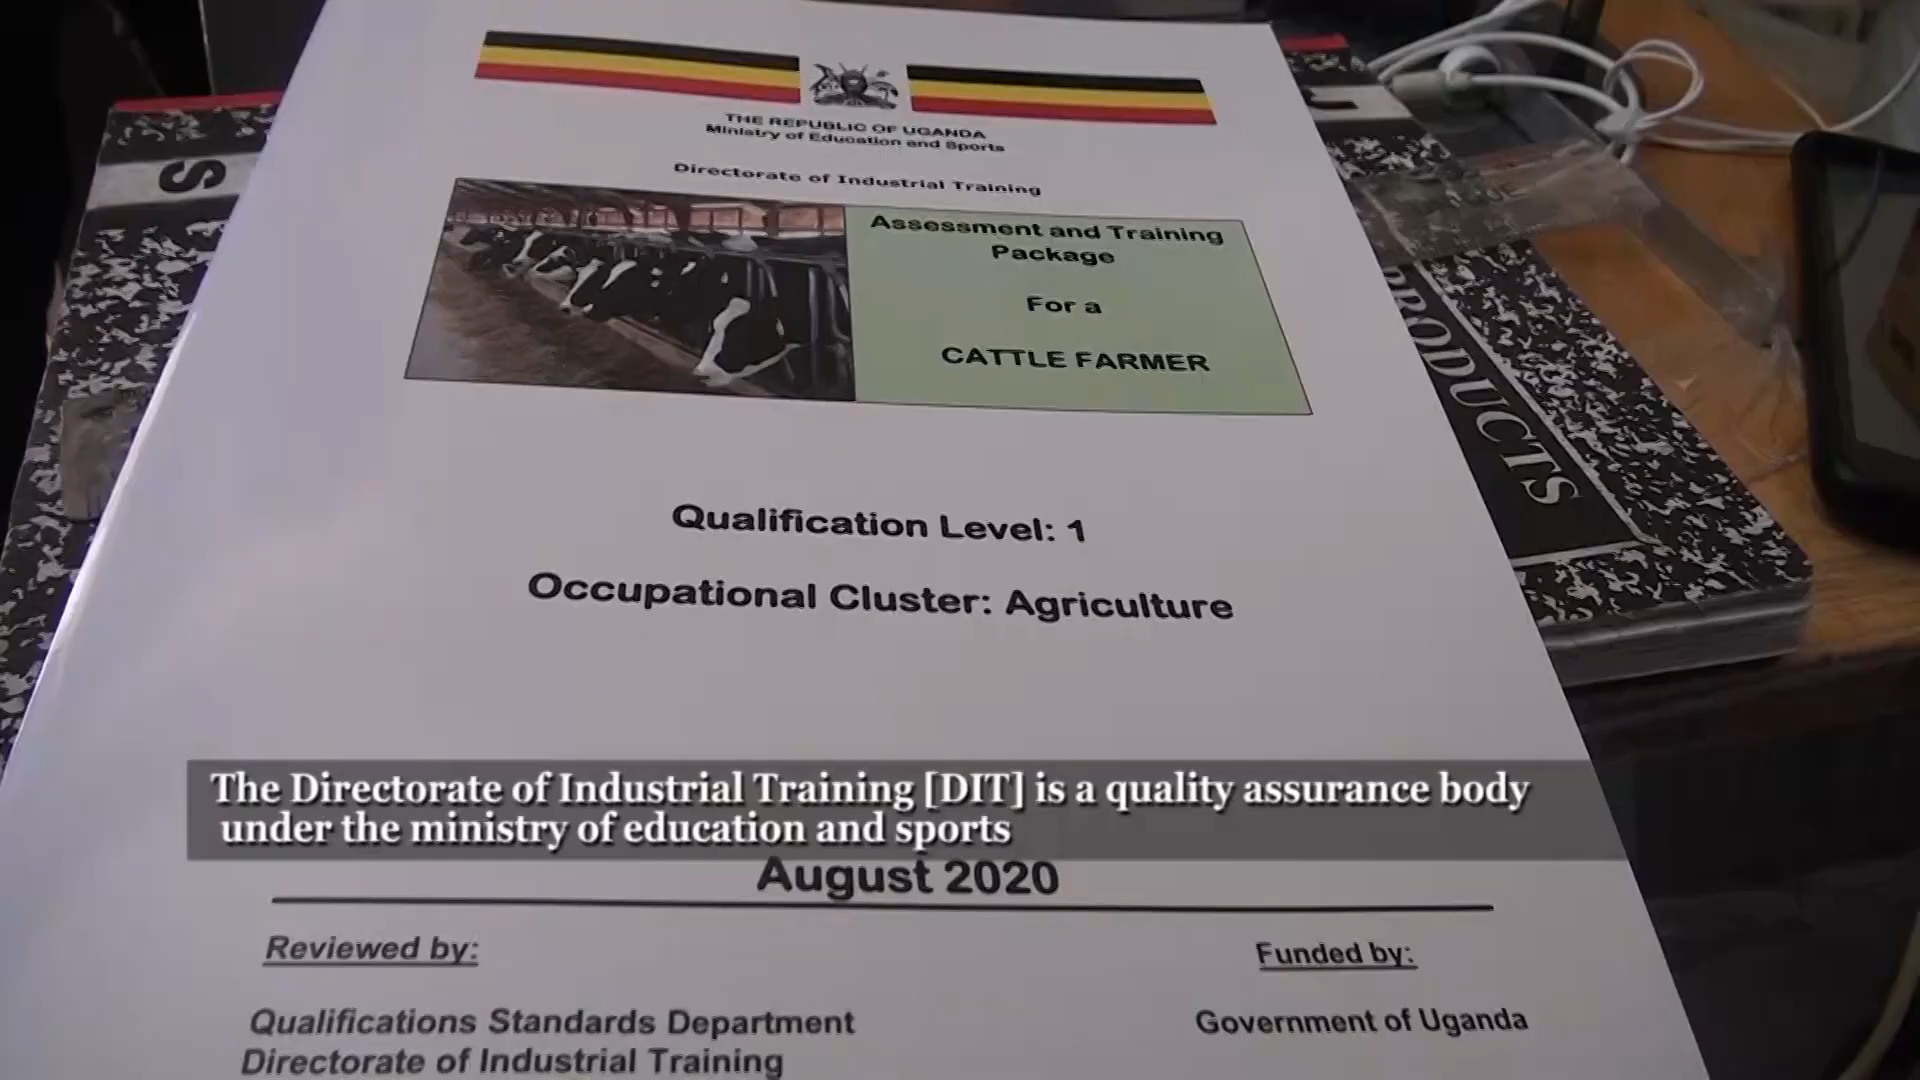 THE REPUBLIC OF UGANDA
Ministry of Education and Sports
Directorate of Industrial Training
Assessment and Training
Package
For a
CATTLE FARMER
PRODUCTS
Qualification Level: 1
Occupational Cluster: Agriculture
The Directorate of Industrial Training [DIT] is a quality assurance body
under the ministry of education and sports
August 2020
Reviewed by:
Funded by:
Qualifications Standards Department
Government of Uganda
Directorate of Industrial Training